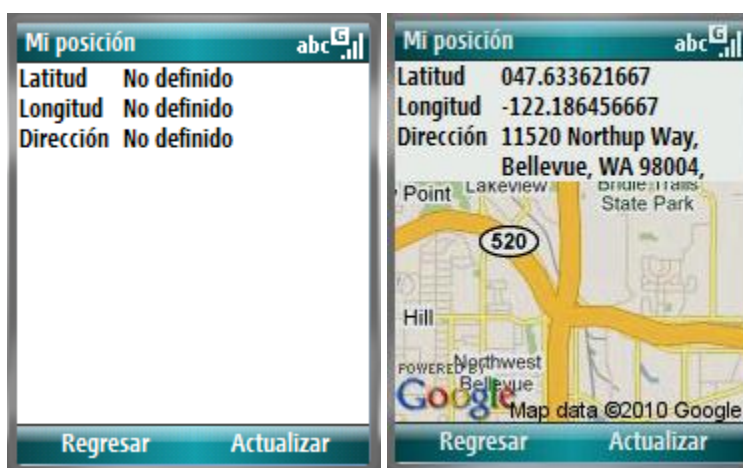 Mi posición
abc G
Latitud No definido
Longitud No definido
Dirección No definido
Regresar Actualizar
Mi posición
abc G
Latitud 047.633621667
Longitud -122.186456667
Dirección 11520 Northup Way,
Bellevue, WA 98004,
Point Lakeview Bridle Trails
State Park
520
Hill
POWERED BY Northwest
Bellevue
Google
Map data ©2010 Google
Regresar Actualizar